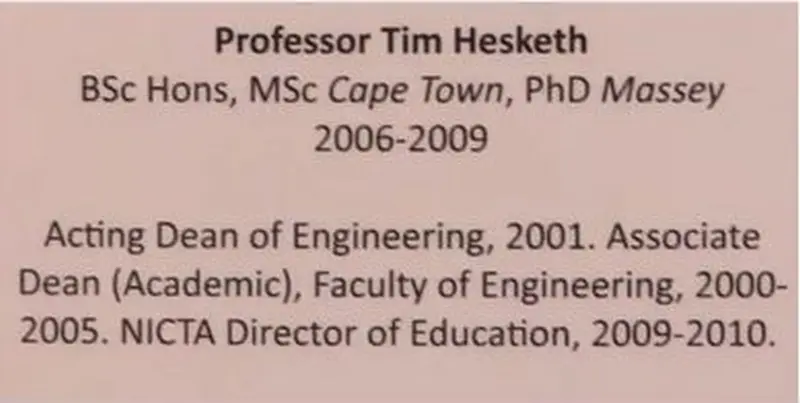 Professor Tim Hesketh
BSc Hons, MSc Cape Town, PhD Massey
2006-2009
Acting Dean of Engineering, 2001. Associate
Dean (Academic), Faculty of Engineering, 2000-
2005. NICTA Director of Education, 2009-2010.